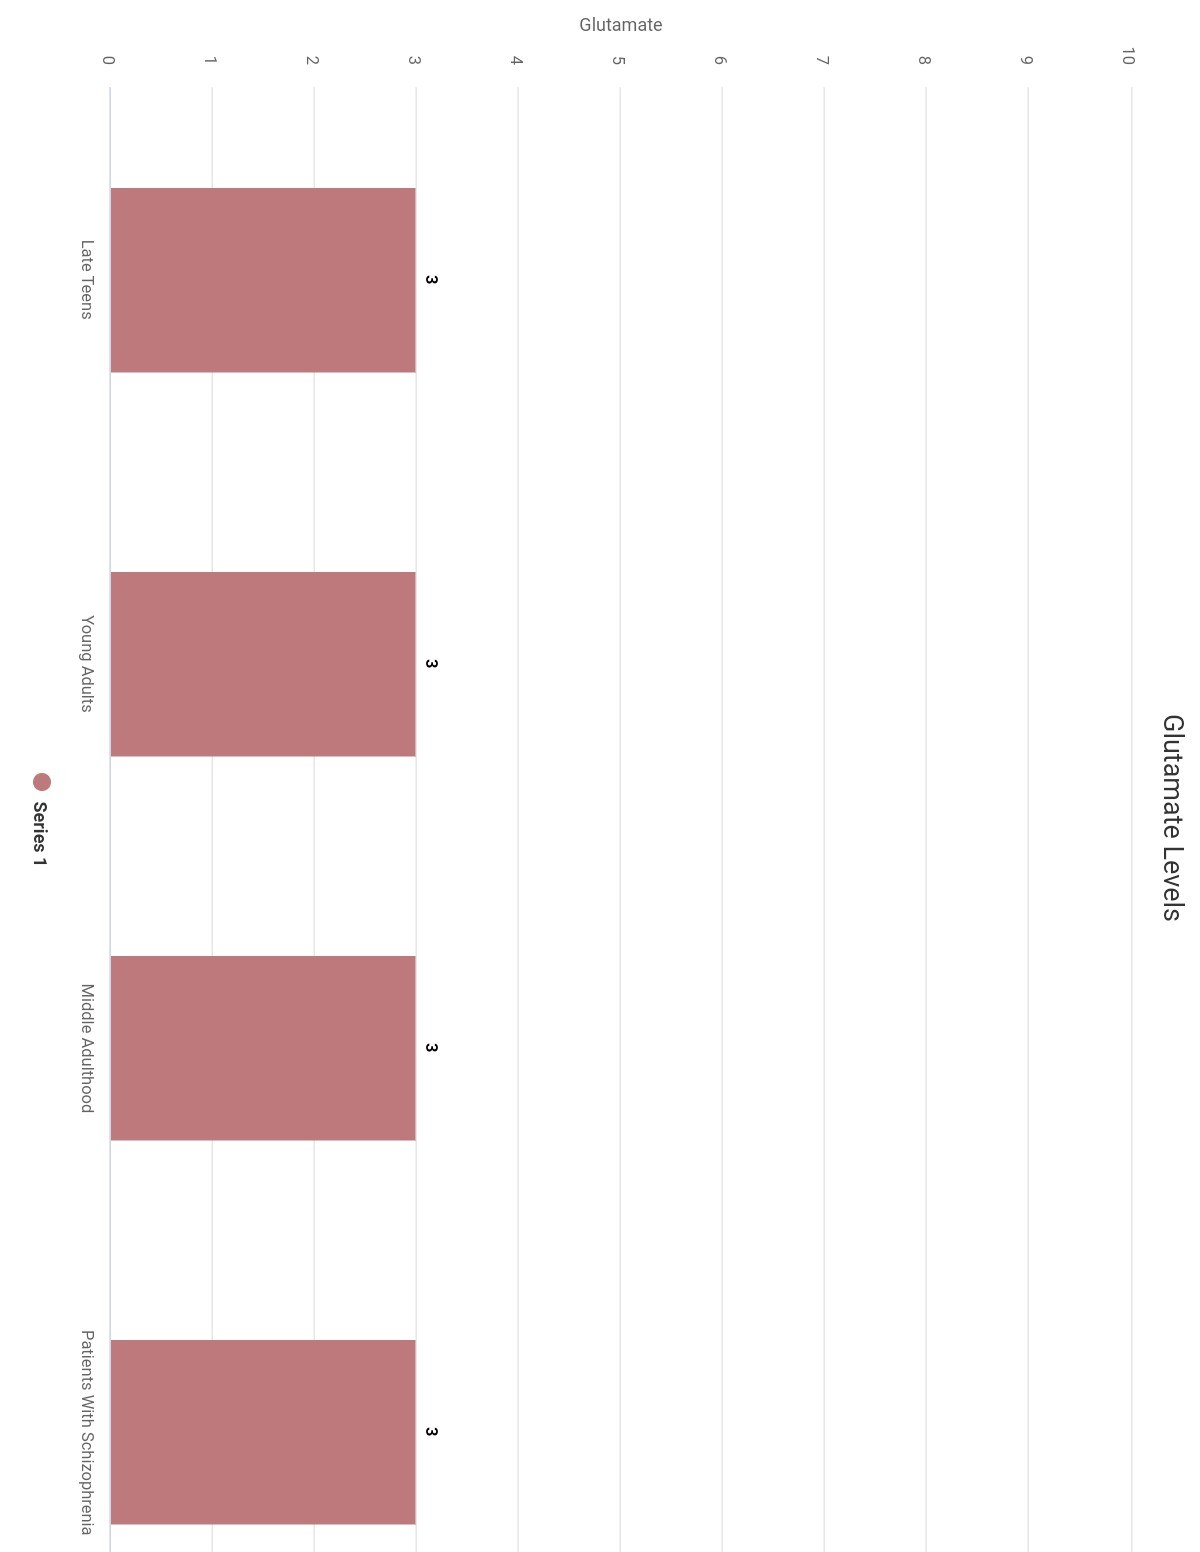 Glutamate Levels
Glutamate
10
9
8
7
6
5
4
3
2
1
0
3
3
3
3
Late Teens
Young Adults
Middle Adulthood
Patients With Schizophrenia
Series 1